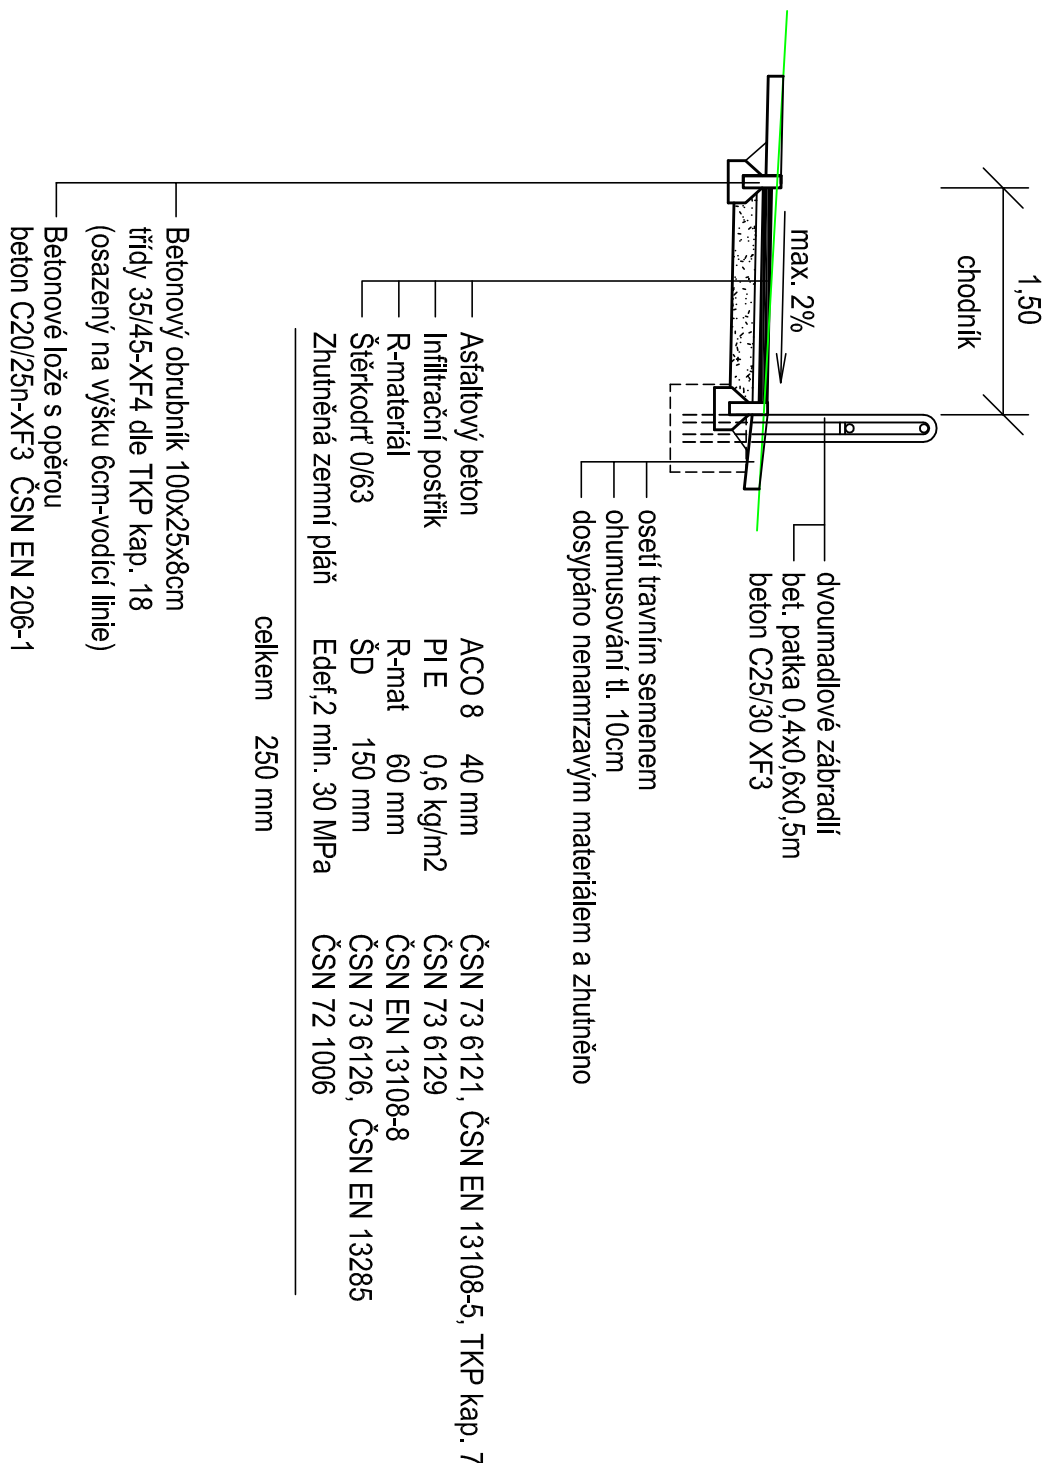 1,50
chodník
max. 2%
dvoumadlové zábradlí
bet. patka 0,4x0,6x0,5m
beton C25/30 XF3
osetí travním semenem
ohumusování tl. 10cm
dosypáno nenamrzavým materiálem a zhutněno
Asfaltový beton ACO 8 40 mm ČSN 73 6121, ČSN EN 13108-5, TKP kap. 7
Infiltrační postřik PI E 0,6 kg/m2 ČSN 73 6129
R-materiál R-mat 60 mm ČSN EN 13108-8
Štěrkodrť 0/63 ŠD 150 mm ČSN 73 6126, ČSN EN 13285
Zhutněná zemní pláň Edef,2 min. 30 MPa ČSN 72 1006
celkem 250 mm
Betonový obrubník 100x25x8cm
třídy 35/45-XF4 dle TKP kap. 18
(osazený na výšku 6cm-vodící linie)
Betonové lože s opěrou
beton C20/25n-XF3 ČSN EN 206-1